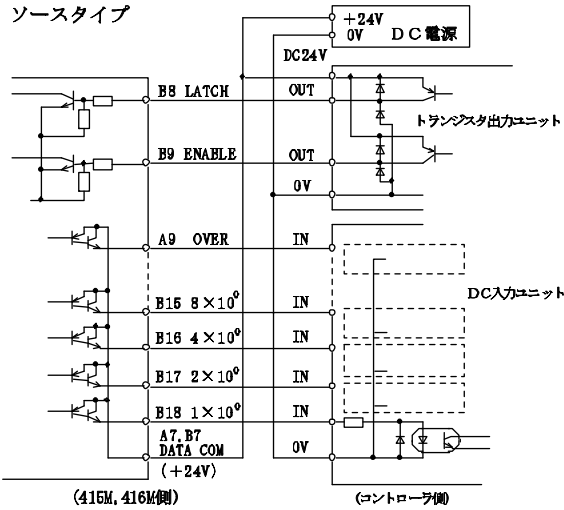 ソースタイプ
+24V
0V DC電源
DC24V
B8 LATCH OUT
トランジスタ出力ユニット
B9 ENABLE OUT
0V
A9 OVER IN
DC入力ユニット
B15 8×10⁰ IN
B16 4×10⁰ IN
B17 2×10⁰ IN
B18 1×10⁰ IN
A7,B7
DATA COM 0V
(+24V)
(415M,416M側) (コントローラ側)